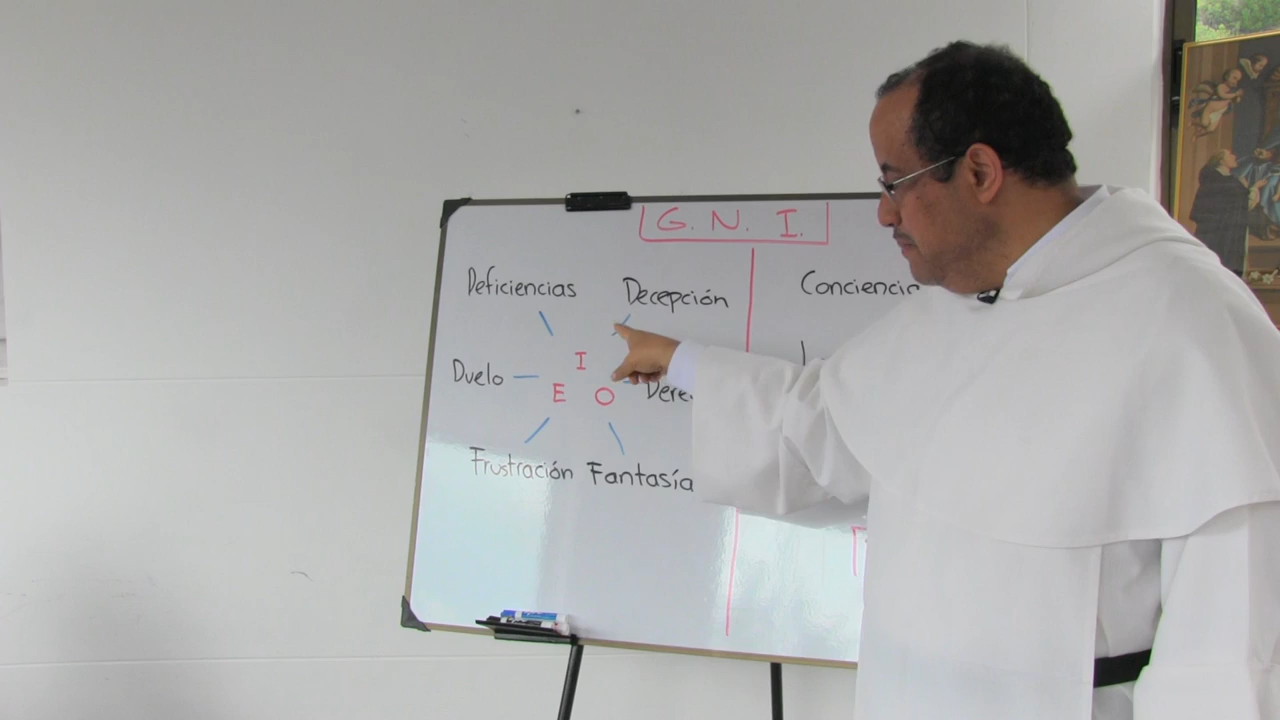 G. N. I.
Deficiencias Decepción Conciencia
I
Duelo E O
Frustración Fantasía